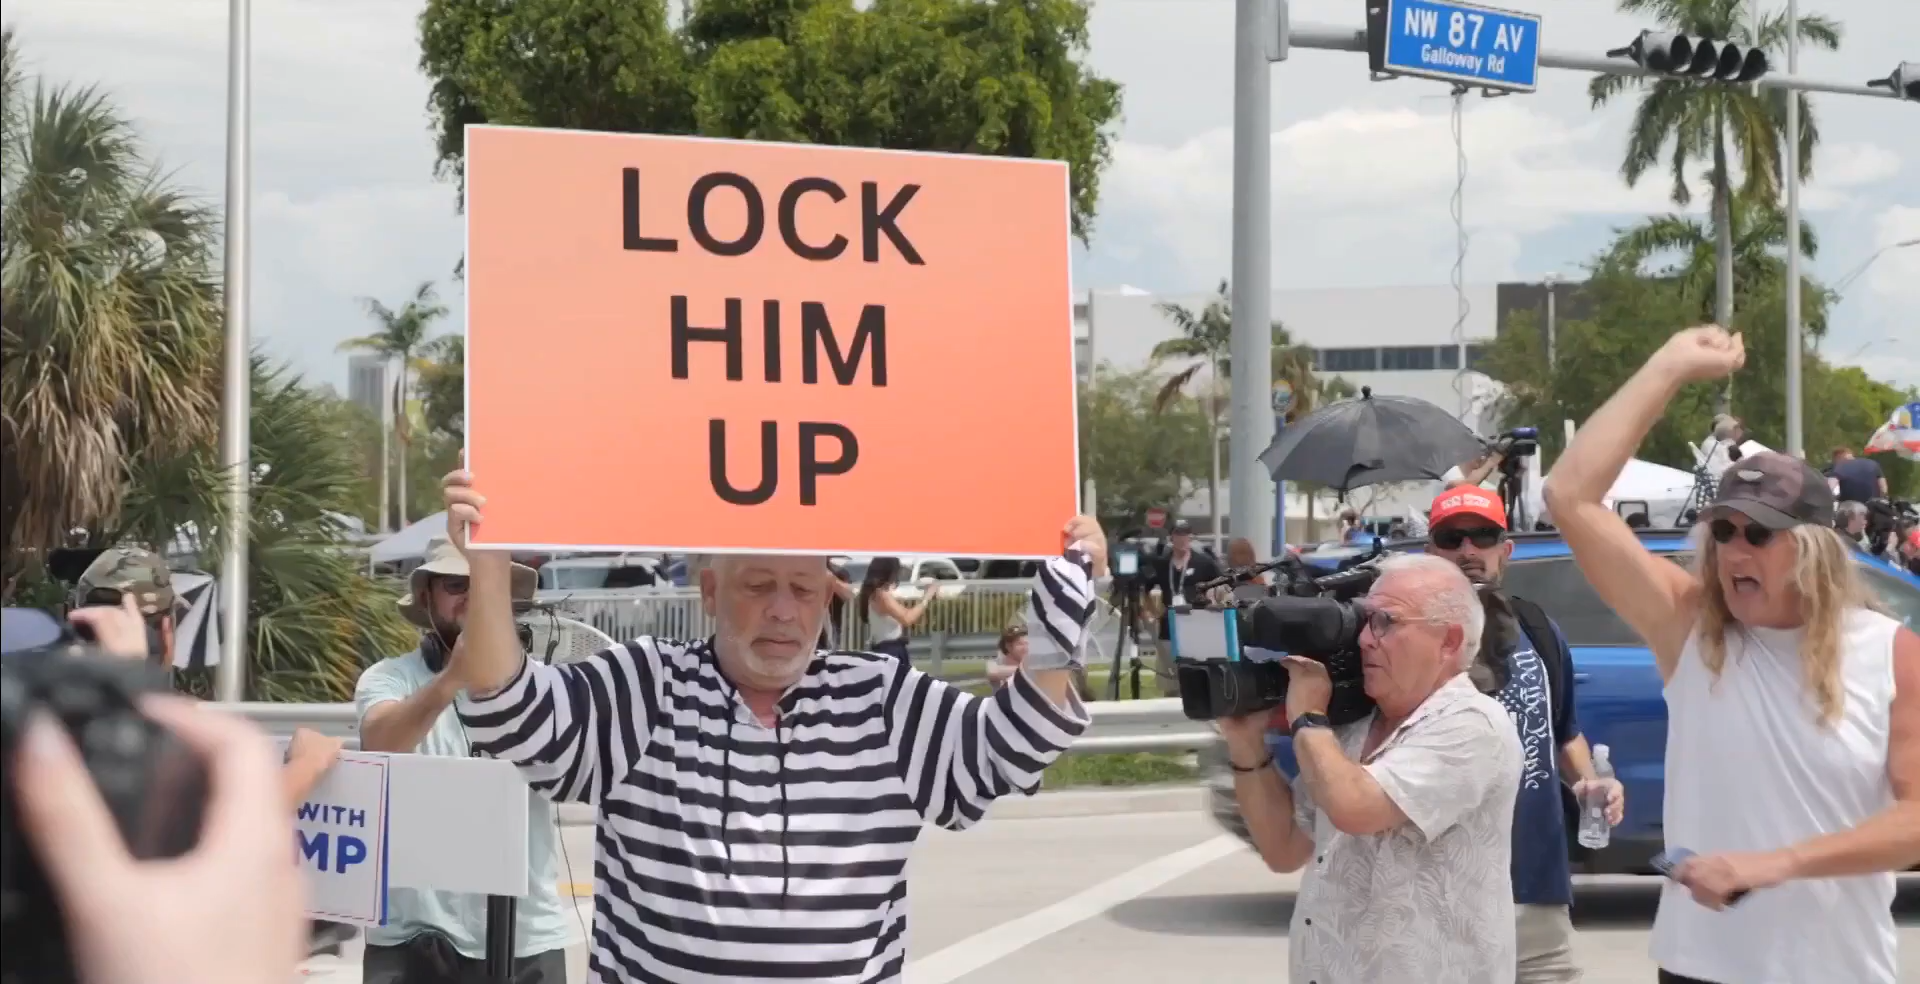 NW 87 AV
Galloway Rd
LOCK
HIM
UP
WITH
MP
We the People